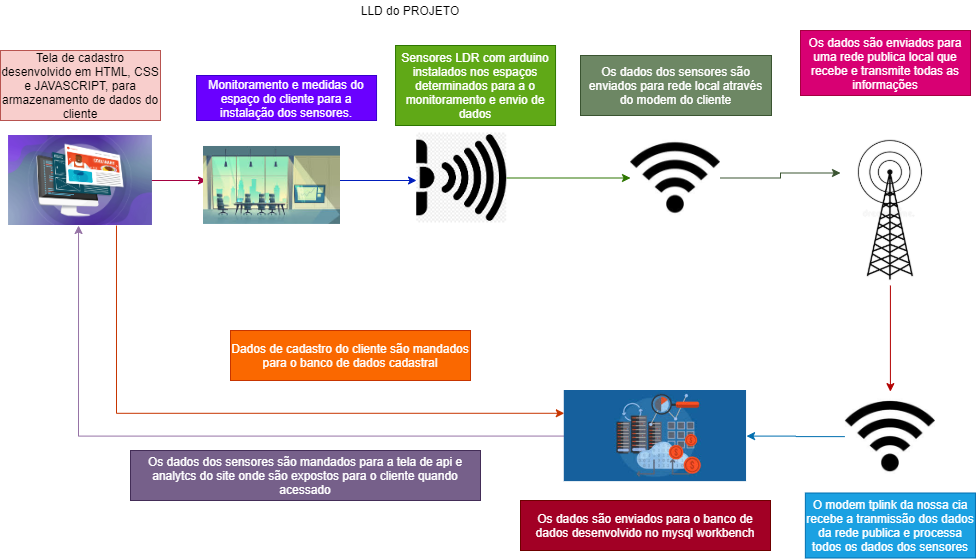 LLD do PROJETO
Tela de cadastro
desenvolvido em HTML, CSS
e JAVASCRIPT, para
armazenamento de dados do
cliente
Monitoramento e medidas do
espaço do cliente para a
instalação dos sensores.
Sensores LDR com arduino
instalados nos espaços
determinados para a o
monitoramento e envio de
dados
Os dados dos sensores são
enviados para rede local através
do modem do cliente
Os dados são enviados para
uma rede publica local que
recebe e transmite todas as
informações
Dados de cadastro do cliente são mandados
para o banco de dados cadastral
Os dados dos sensores são mandados para a tela de api e
analytcs do site onde são expostos para o cliente quando
acessado
Os dados são enviados para o banco de
dados desenvolvido no mysql workbench
O modem tplink da nossa cia
recebe a tranmissão dos dados
da rede publica e processa
todos os dados dos sensores